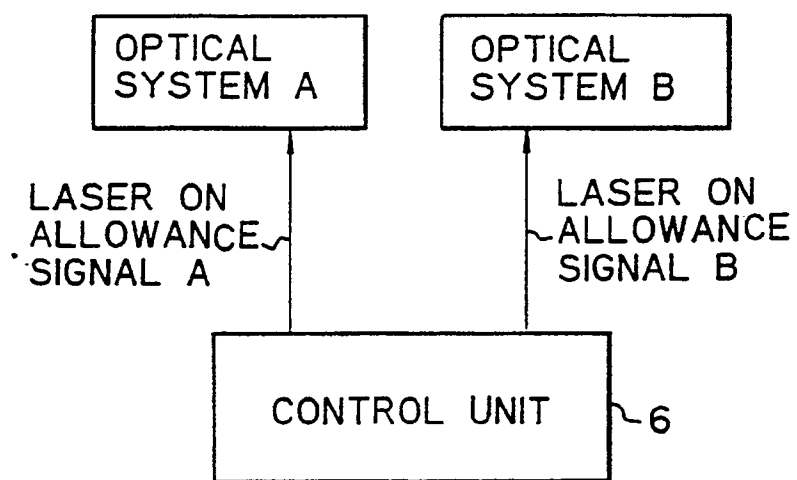 OPTICAL
SYSTEM A
OPTICAL
SYSTEM B
LASER ON
ALLOWANCE
SIGNAL A
LASER ON
ALLOWANCE
SIGNAL B
CONTROL UNIT
6